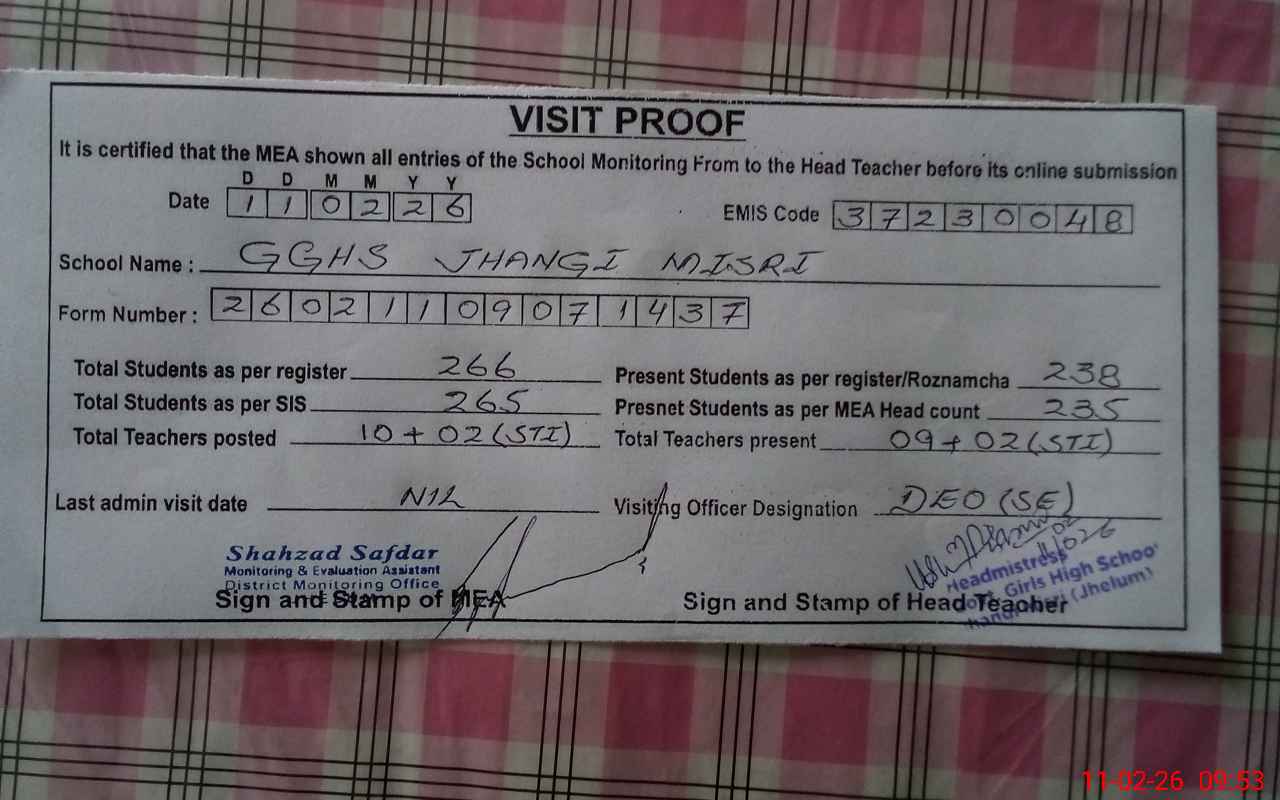 VISIT PROOF
It is certified that the MEA shown all entries of the School Monitoring From to the Head Teacher before its online submission
D D M M Y Y
Date 1 1 0 2 2 6 EMIS Code 3 7 2 3 0 0 4 8
School Name : GGHS JHANGI MISRI
Form Number : 2 6 0 2 1 1 0 9 0 7 1 4 3 7
Total Students as per register 266 Present Students as per register/Roznamcha 238
Total Students as per SIS 265 Presnet Students as per MEA Head count 235
Total Teachers posted 10 + 02 (STI) Total Teachers present 09 + 02 (STI)
Last admin visit date NIL Visiting Officer Designation DEO (SE)
Shahzad Safdar
Monitoring & Evaluation Assistant
District Monitoring Office
Sign and Stamp of MEA Sign and Stamp of Head Teacher
Headmistress
Girls High School
(Jhelum)
11-02-26 09:53